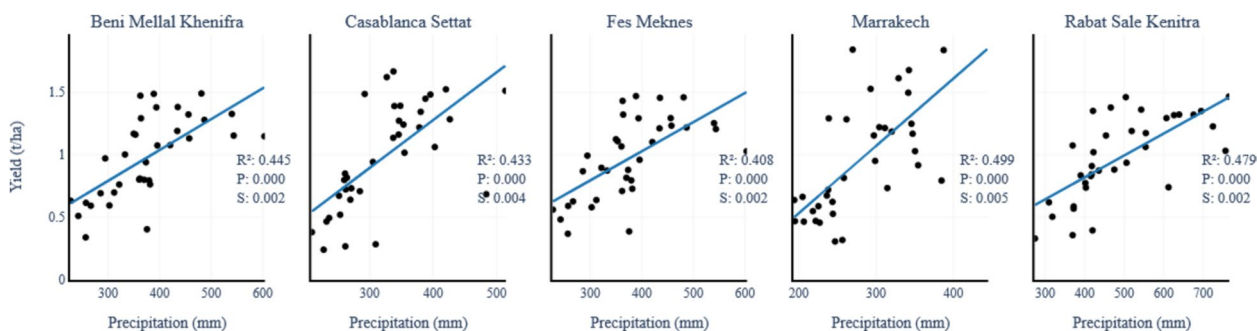 Beni Mellal Khenifra
Casablanca Settat
Fes Meknes
Marrakech
Rabat Sale Kenitra
Yield (t/ha)
1.5
1
0.5
0
R²: 0.445
P: 0.000
S: 0.002
R²: 0.433
P: 0.000
S: 0.004
R²: 0.408
P: 0.000
S: 0.002
R²: 0.499
P: 0.000
S: 0.005
R²: 0.479
P: 0.000
S: 0.002
300 400 500 600
300 400 500
300 400 500 600
200 300 400
300 400 500 600 700
Precipitation (mm)
Precipitation (mm)
Precipitation (mm)
Precipitation (mm)
Precipitation (mm)